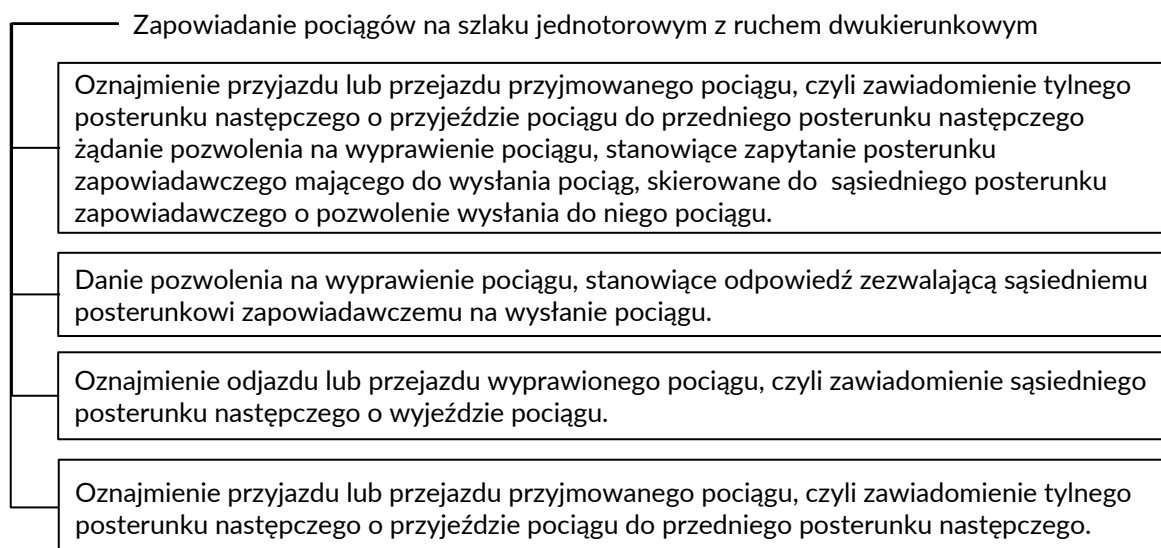 Zapowiadanie pociągów na szlaku jednotorowym z ruchem dwukierunkowym
Oznajmienie przyjazdu lub przejazdu przyjmowanego pociągu, czyli zawiadomienie tylnego
posterunku następczego o przyjeździe pociągu do przedniego posterunku następczego
żądanie pozwolenia na wyprawienie pociągu, stanowiące zapytanie posterunku
zapowiadawczego mającego do wysłania pociąg, skierowane do sąsiedniego posterunku
zapowiadawczego o pozwolenie wysłania do niego pociągu.
Danie pozwolenia na wyprawienie pociągu, stanowiące odpowiedź zezwalającą sąsiedniemu
posterunkowi zapowiadawczemu na wysłanie pociągu.
Oznajmienie odjazdu lub przejazdu wyprawionego pociągu, czyli zawiadomienie sąsiedniego
posterunku następczego o wyjeździe pociągu.
Oznajmienie przyjazdu lub przejazdu przyjmowanego pociągu, czyli zawiadomienie tylnego
posterunku następczego o przyjeździe pociągu do przedniego posterunku następczego.